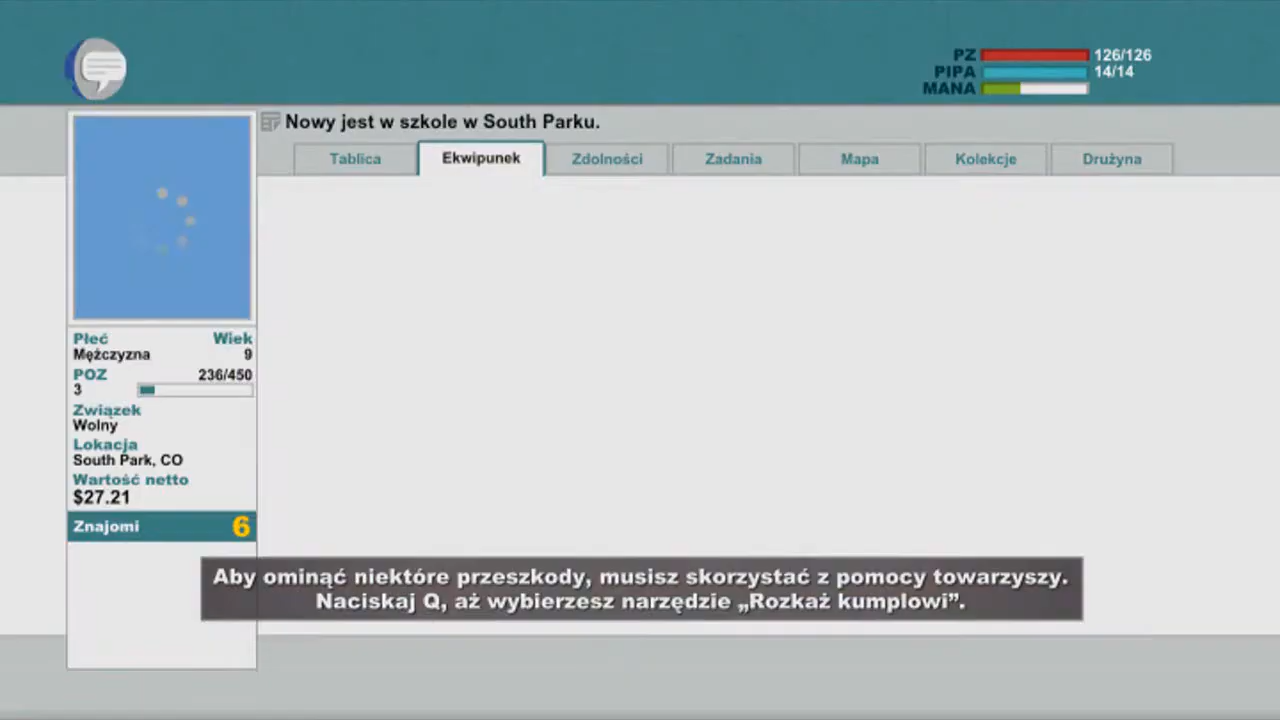 PZ 126/126
PIPA 14/14
MANA
Nowy jest w szkole w South Parku.
Tablica Ekwipunek Zdolności Zadania Mapa Kolekcje Drużyna
Płeć Wiek
Mężczyzna 9
POZ 236/450
3
Związek
Wolny
Lokacja
South Park, CO
Wartość netto
$27.21
Znajomi 6
Aby ominąć niektóre przeszkody, musisz skorzystać z pomocy towarzyszy.
Naciskaj Q, aż wybierzesz narzędzie „Rozkaż kumplowi”.